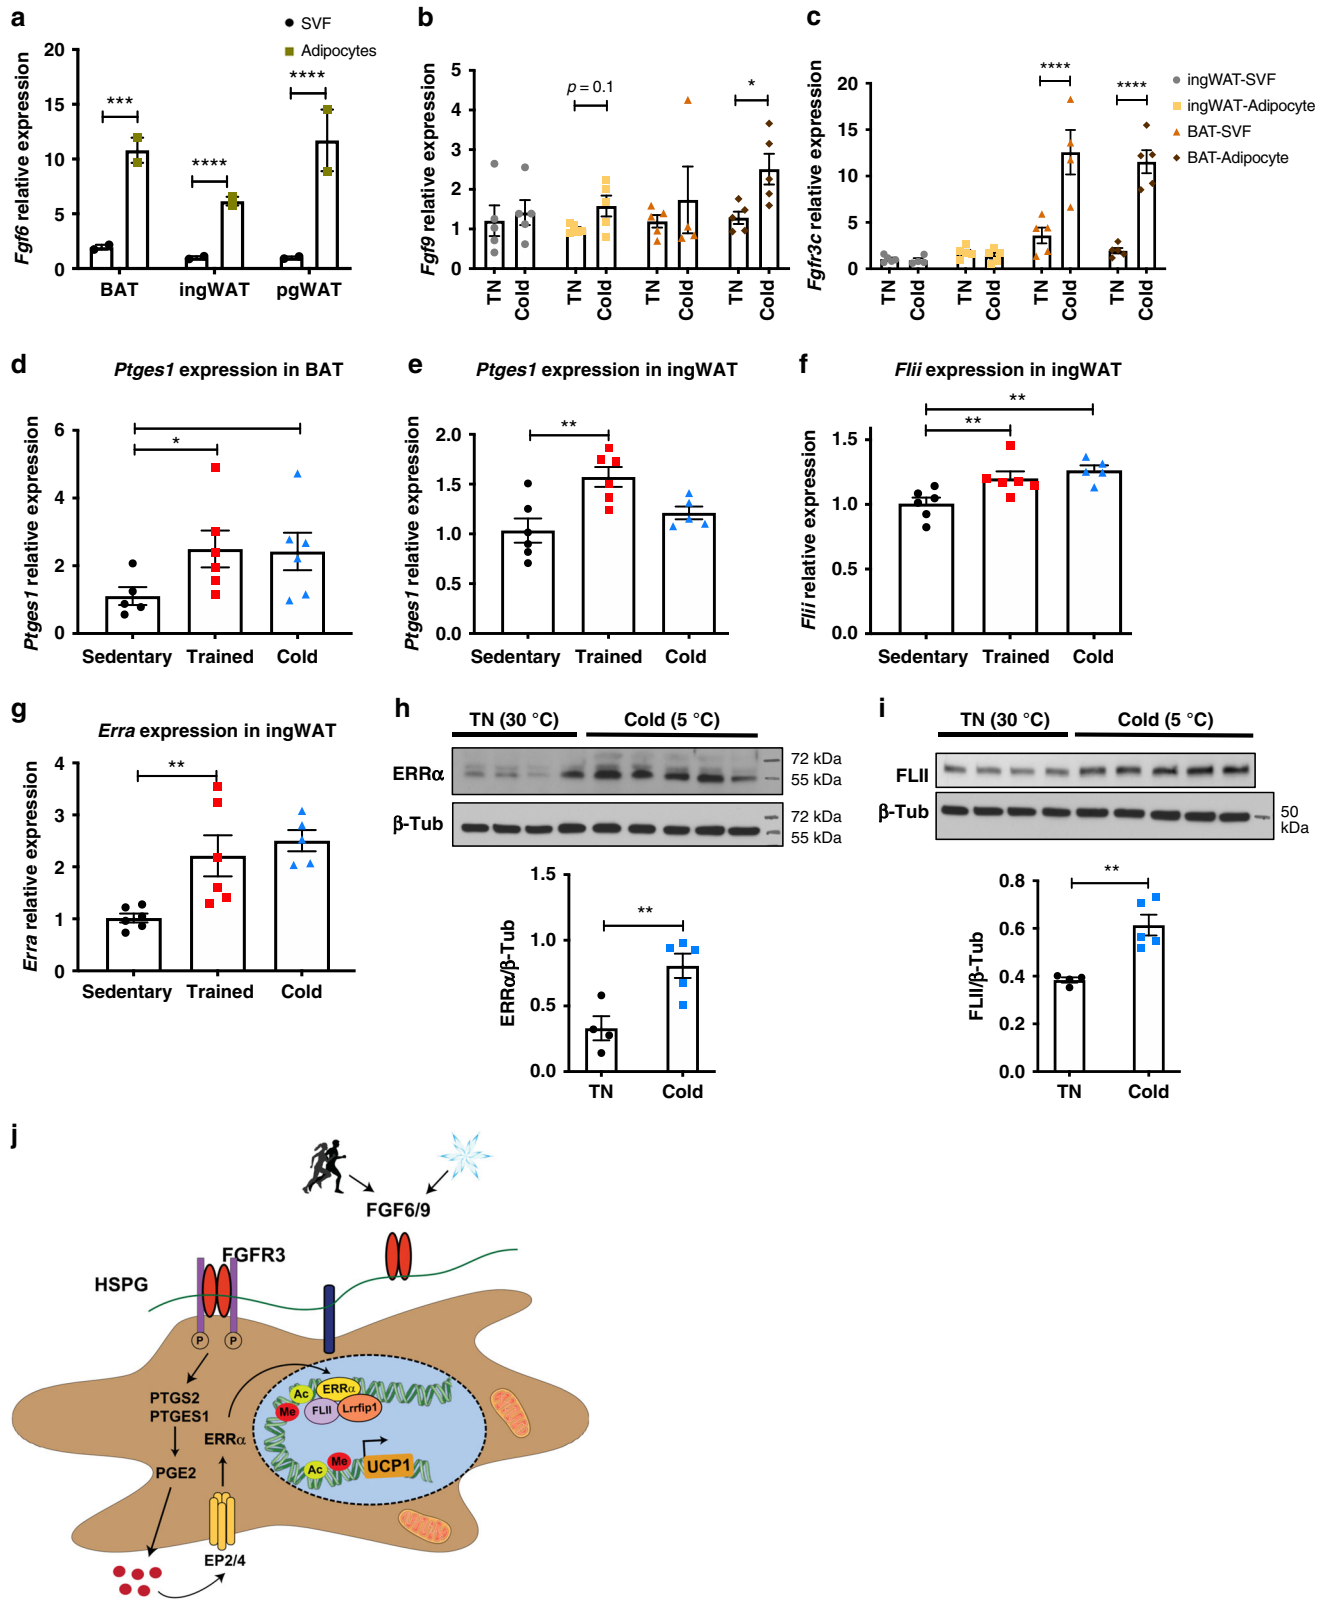 a
SVF
Adipocytes
Fgf6 relative expression
20
15
10
5
0
***
****
****
BAT
ingWAT
pgWAT
b
Fgf9 relative expression
5
4
3
2
1
0
p = 0.1
*
TN
Cold
TN
Cold
TN
Cold
TN
Cold
c
Fgfr3c relative expression
20
15
10
5
0
****
****
TN
Cold
TN
Cold
TN
Cold
TN
Cold
ingWAT-SVF
ingWAT-Adipocyte
BAT-SVF
BAT-Adipocyte
d
Ptges1 expression in BAT
Ptges1 relative expression
6
4
2
0
*
Sedentary
Trained
Cold
e
Ptges1 expression in ingWAT
Ptges1 relative expression
2.0
1.5
1.0
0.5
0.0
**
Sedentary
Trained
Cold
f
Flii expression in ingWAT
Flii relative expression
1.5
1.0
0.5
0.0
**
**
Sedentary
Trained
Cold
g
Erra expression in ingWAT
Erra relative expression
4
3
2
1
0
**
Sedentary
Trained
Cold
h
TN (30 °C)
Cold (5 °C)
ERRα
72 kDa
55 kDa
β-Tub
72 kDa
55 kDa
ERRα/β-Tub
1.5
1.0
0.5
0.0
**
TN
Cold
i
TN (30 °C)
Cold (5 °C)
FLII
β-Tub
50
kDa
FLII/β-Tub
0.8
0.6
0.4
0.2
0.0
**
TN
Cold
j
FGF6/9
FGFR3
HSPG
P
P
PTGS2
PTGES1
ERRα
PGE2
EP2/4
Ac
ERRα
Me
FLII
Lrrfip1
Ac
Me
UCP1